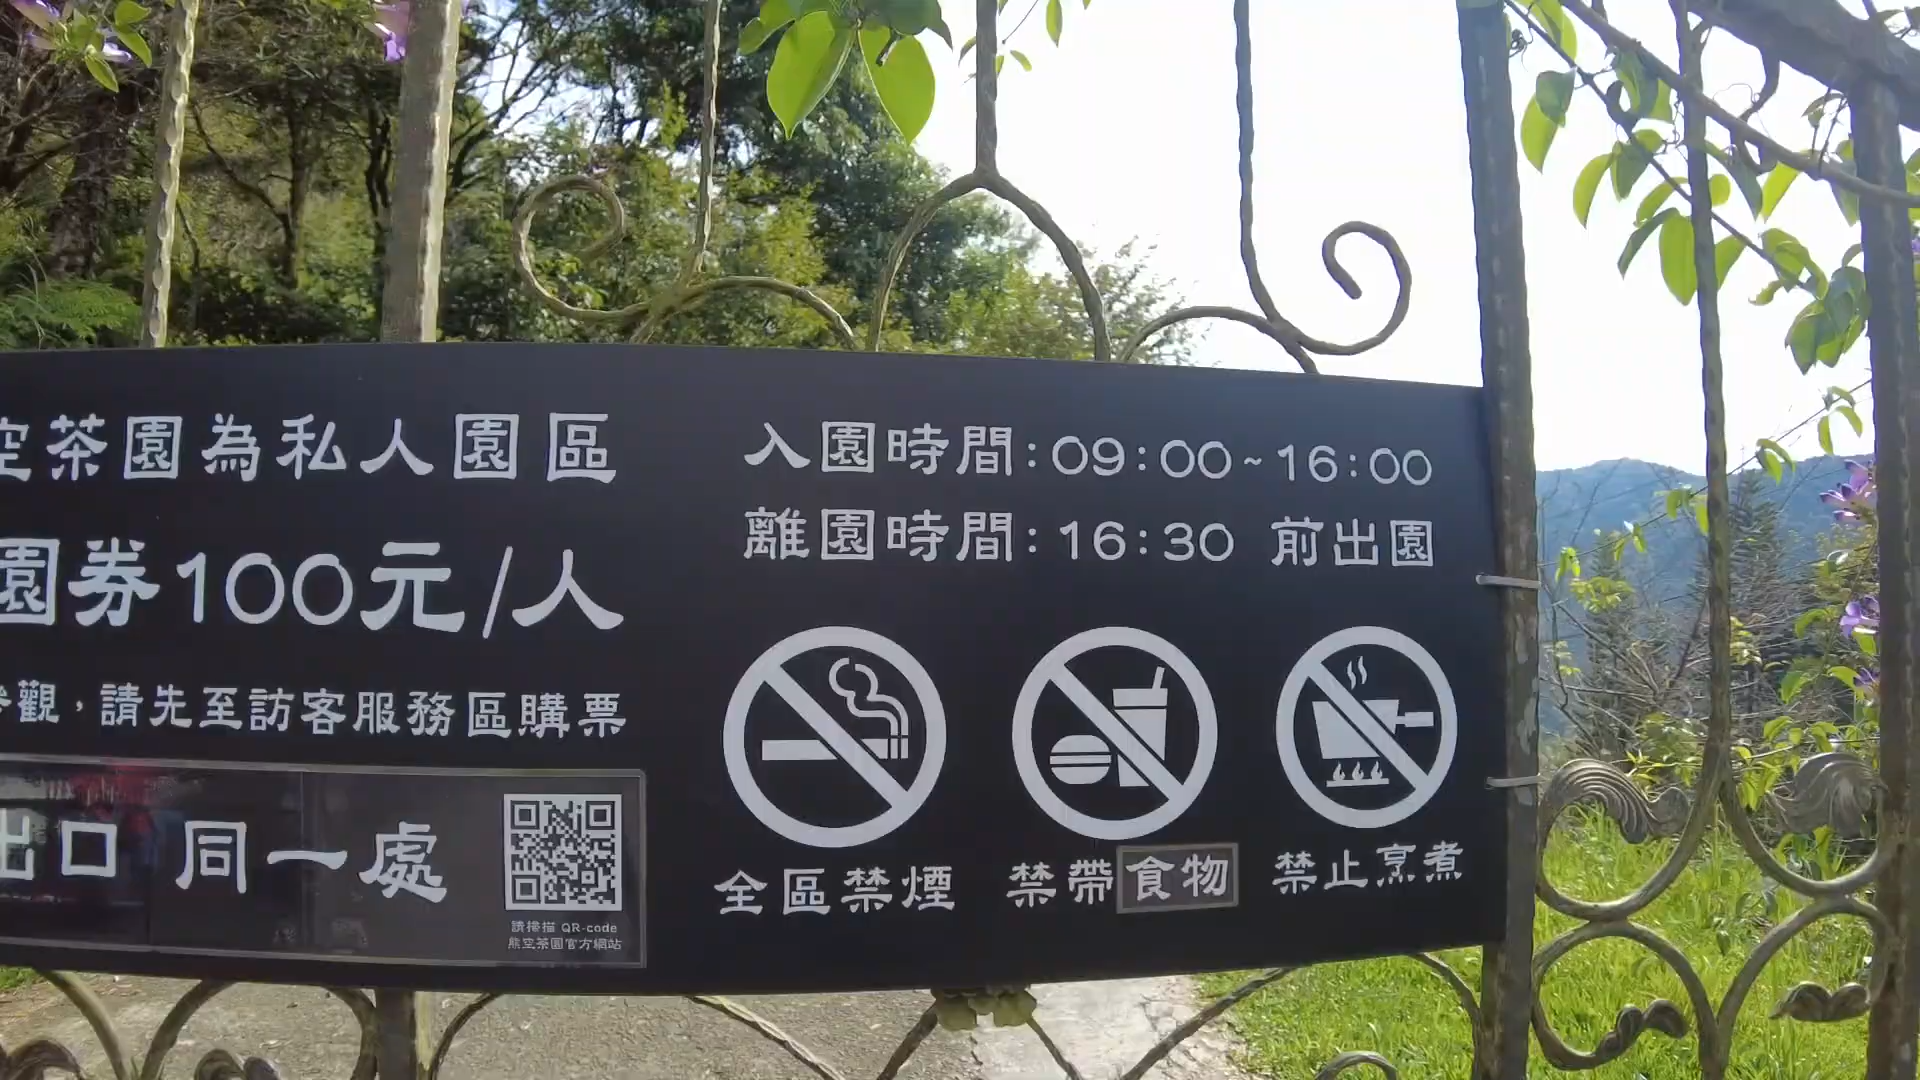 空茶園為私人園區
園券100元/人
參觀，請先至訪客服務區購票
出口 同一處
請掃描 QR-code
熊空茶園官方網站
入園時間:09:00~16:00
離園時間:16:30 前出園
全區禁煙
禁帶食物
禁止烹煮